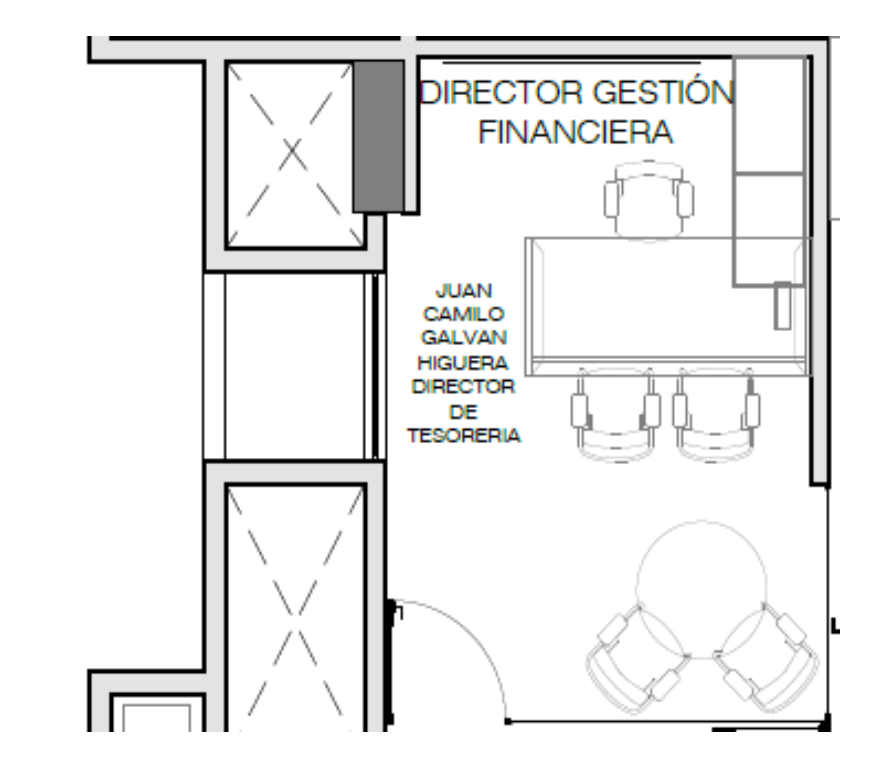 DIRECTOR GESTIÓN
FINANCIERA
JUAN
CAMILO
GALVAN
HIGUERA
DIRECTOR
DE
TESORERIA